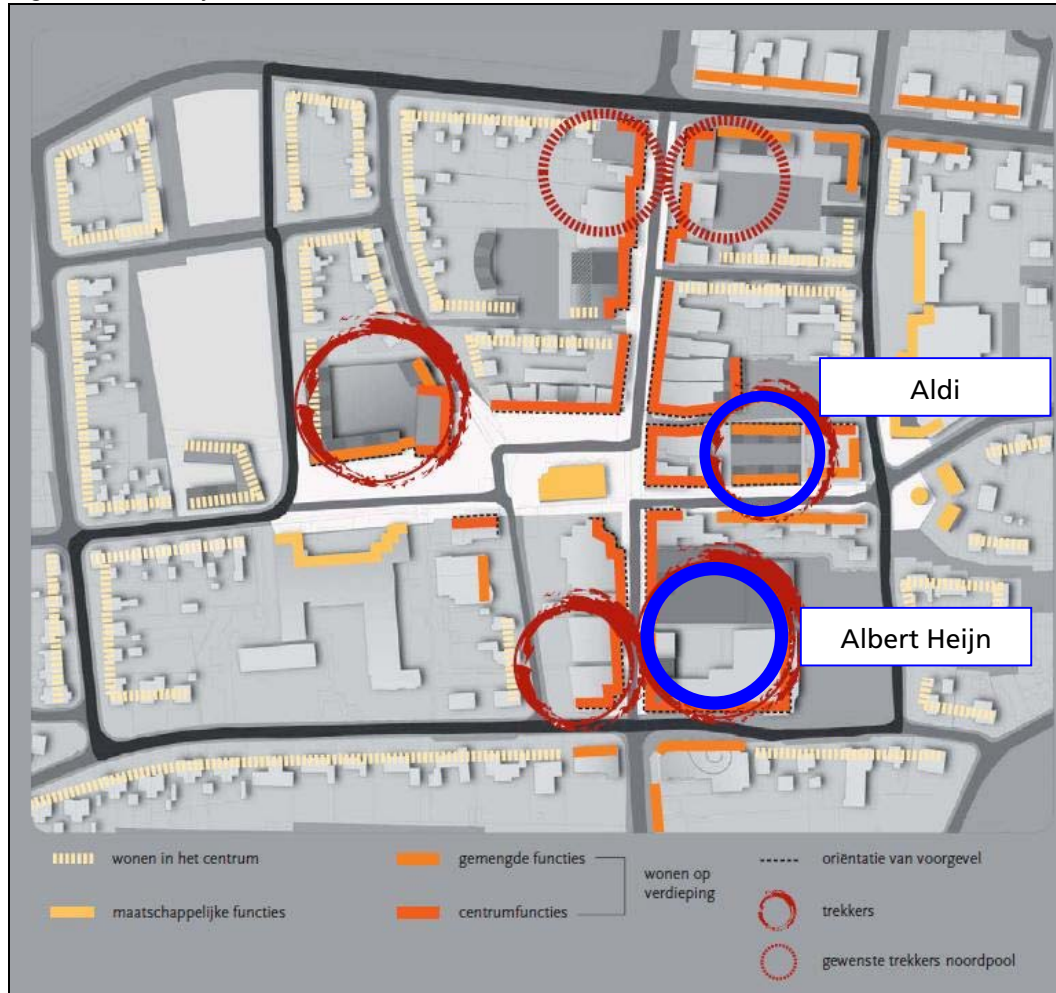 Aldi
Albert Heijn
wonen in het centrum
maatschappelijke functies
gemengde functies
centrumfuncties
wonen op
verdieping
oriëntatie van voorgevel
trekkers
gewenste trekkers noordpool